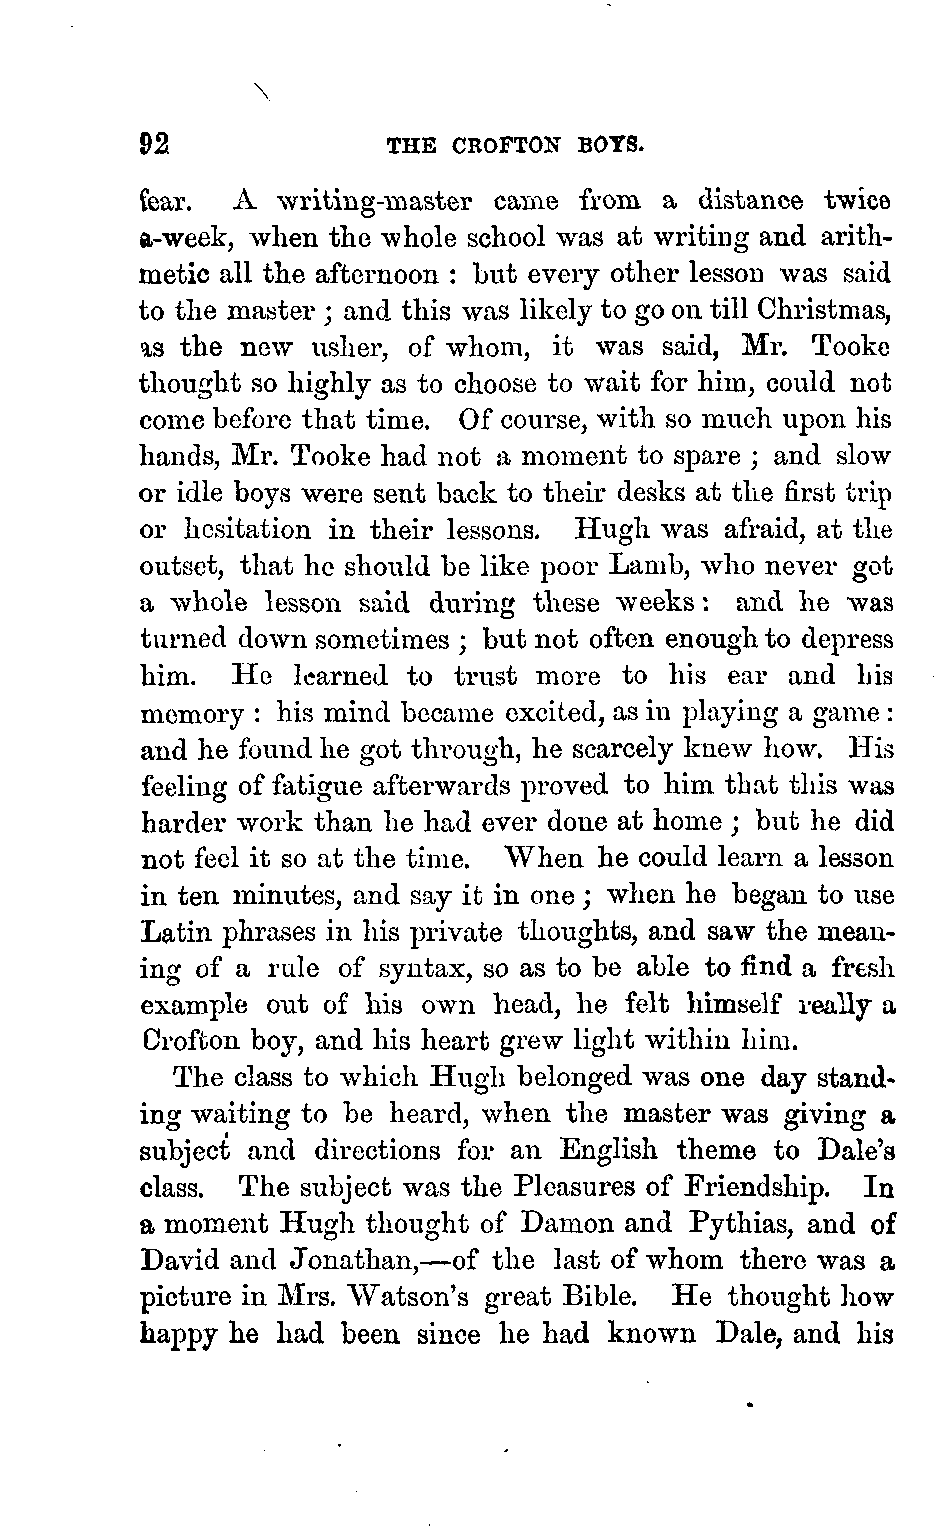 92 THE CROFTON BOYS.
fear. A writing-master came from a distance twice
a-week, when the whole school was at writing and arith-
metic all the afternoon : but every other lesson was said
to the master ; and this was likely to go on till Christmas,
as the new usher, of whom, it was said, Mr. Tooke
thought so highly as to choose to wait for him, could not
come before that time. Of course, with so much upon his
hands, Mr. Tooke had not a moment to spare ; and slow
or idle boys were sent back to their desks at the first trip
or hesitation in their lessons. Hugh was afraid, at the
outset, that he should be like poor Lamb, who never got
a whole lesson said during these weeks : and he was
turned down sometimes ; but not often enough to depress
him. He learned to trust more to his ear and his
memory : his mind became excited, as in playing a game :
and he found he got through, he scarcely knew how. His
feeling of fatigue afterwards proved to him that this was
harder work than he had ever done at home ; but he did
not feel it so at the time. When he could learn a lesson
in ten minutes, and say it in one ; when he began to use
Latin phrases in his private thoughts, and saw the mean-
ing of a rule of syntax, so as to be able to find a fresh
example out of his own head, he felt himself really a
Crofton boy, and his heart grew light within him.
The class to which Hugh belonged was one day stand-
ing waiting to be heard, when the master was giving a
subject and directions for an English theme to Dale's
class. The subject was the Pleasures of Friendship. In
a moment Hugh thought of Damon and Pythias, and of
David and Jonathan,—of the last of whom there was a
picture in Mrs. Watson's great Bible. He thought how
happy he had been since he had known Dale, and his